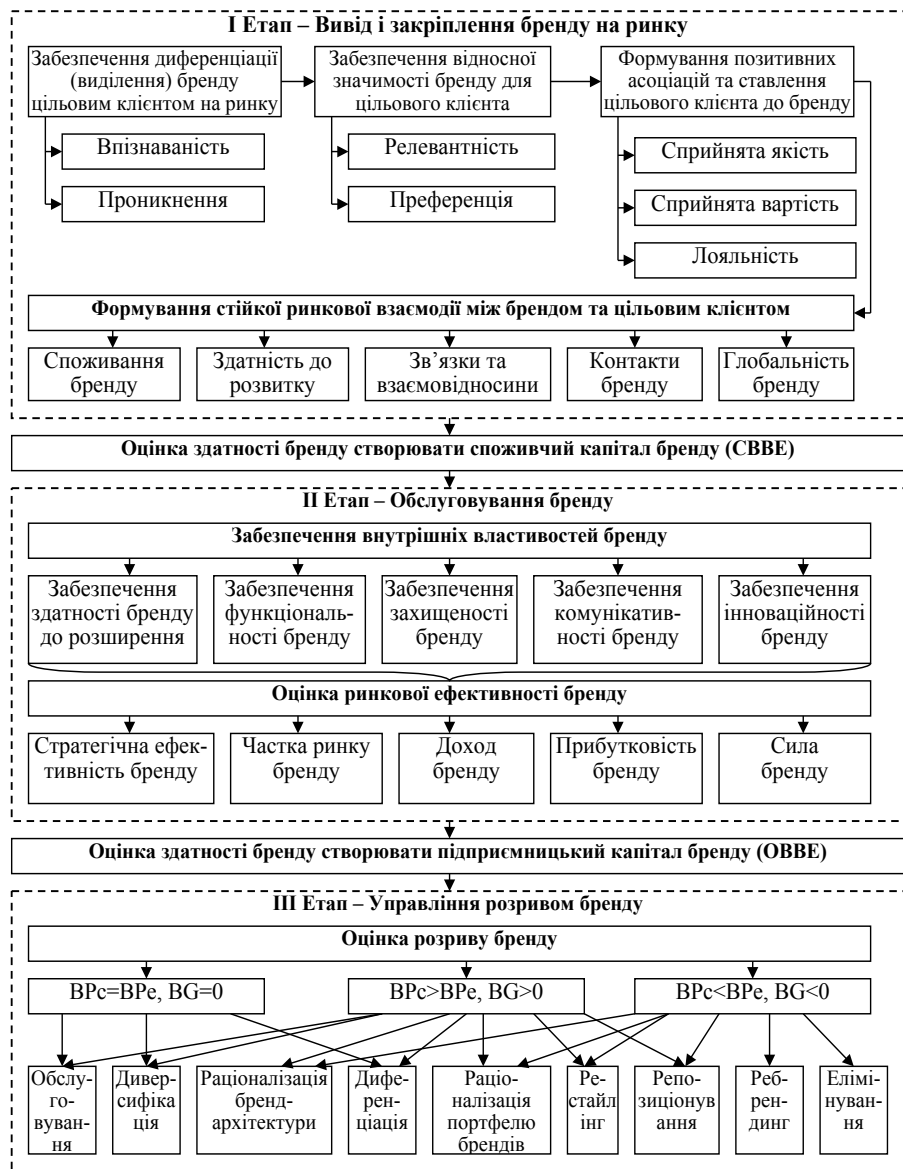 I Етап – Вивід і закріплення бренду на ринку
Забезпечення диференціації
(виділення) бренду
цільовим клієнтом на ринку
Забезпечення відносної
значимості бренду для
цільового клієнта
Формування позитивних
асоціацій та ставлення
цільового клієнта до бренду
Впізнаваність
Проникнення
Релевантність
Преференція
Сприйнята якість
Сприйнята вартість
Лояльність
Формування стійкої ринкової взаємодії між брендом та цільовим клієнтом
Споживання
бренду
Здатність до
розвитку
Зв’язки та
взаємовідносини
Контакти
бренду
Глобальність
бренду
Оцінка здатності бренду створювати споживчий капітал бренду (CBBE)
II Етап – Обслуговування бренду
Забезпечення внутрішніх властивостей бренду
Забезпечення
здатності бренду
до розширення
Забезпечення
функціональ-
ності бренду
Забезпечення
захищеності
бренду
Забезпечення
комунікатив-
ності бренду
Забезпечення
інноваційності
бренду
Оцінка ринкової ефективності бренду
Стратегічна ефек-
тивність бренду
Частка ринку
бренду
Доход
бренду
Прибутковість
бренду
Сила
бренду
Оцінка здатності бренду створювати підприємницький капітал бренду (OBBE)
III Етап – Управління розривом бренду
Оцінка розриву бренду
BPc=BPe, BG=0
BPc>BPe, BG>0
BPc<BPe, BG<0
Обслу-
го-
вуван-
ня
Дивер-
сифіка
ція
Раціоналізація
бренд-
архітектури
Дифе-
рен-
ціація
Раціо-
налізація
портфелю
брендів
Ре-
стайл
інг
Репо-
зиціонув
ання
Реб-
рен-
динг
Елімі-
нування